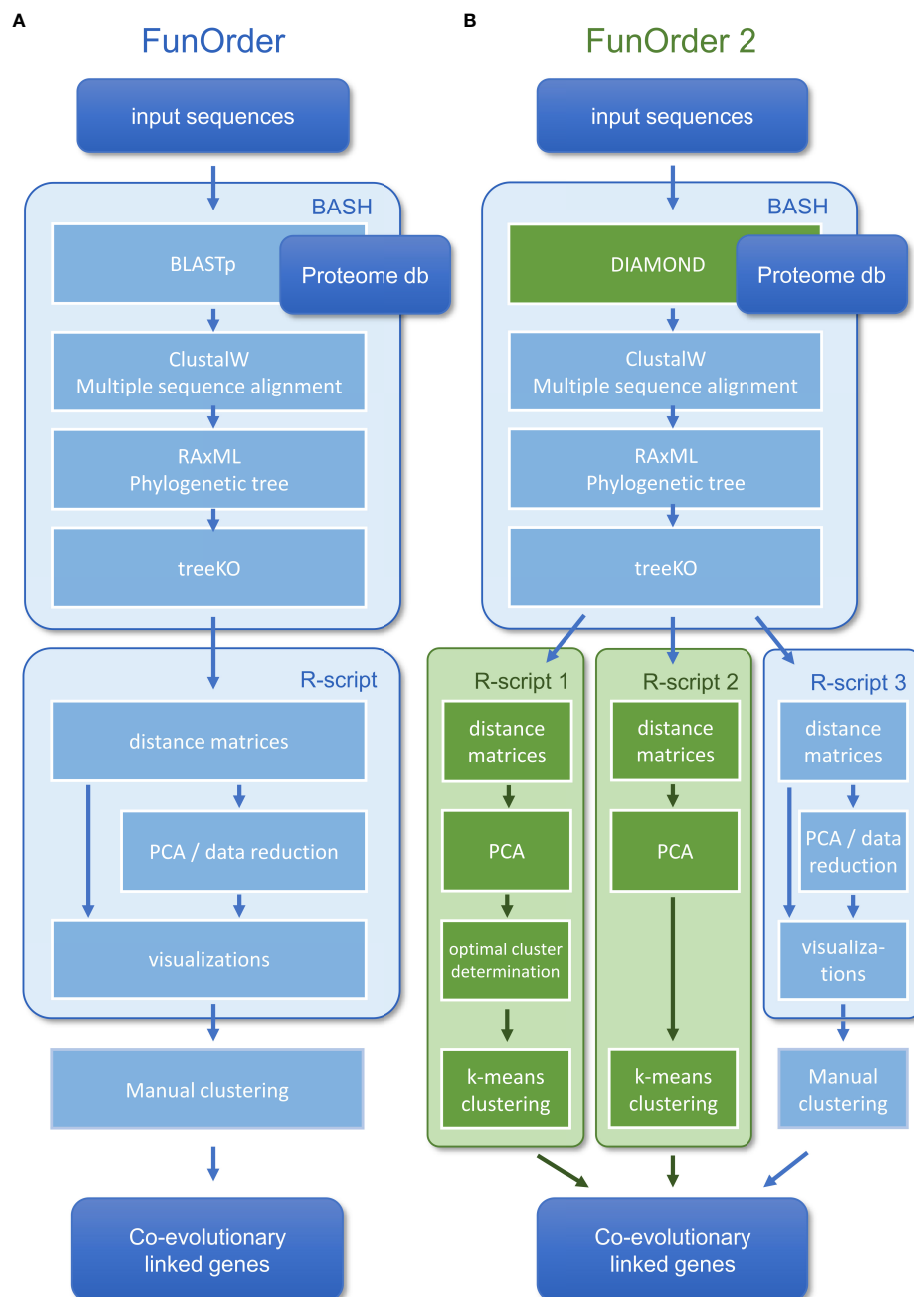 A
FunOrder
input sequences
BASH
BLASTp
Proteome db
ClustalW
Multiple sequence alignment
RAxML
Phylogenetic tree
treeKO
R-script
distance matrices
PCA / data reduction
visualizations
Manual clustering
Co-evolutionary
linked genes
B
FunOrder 2
input sequences
BASH
DIAMOND
Proteome db
ClustalW
Multiple sequence alignment
RAxML
Phylogenetic tree
treeKO
R-script 1
distance
matrices
PCA
optimal cluster
determination
k-means
clustering
R-script 2
distance
matrices
PCA
k-means
clustering
R-script 3
distance
matrices
PCA / data
reduction
visualiza-
tions
Manual
clustering
Co-evolutionary
linked genes